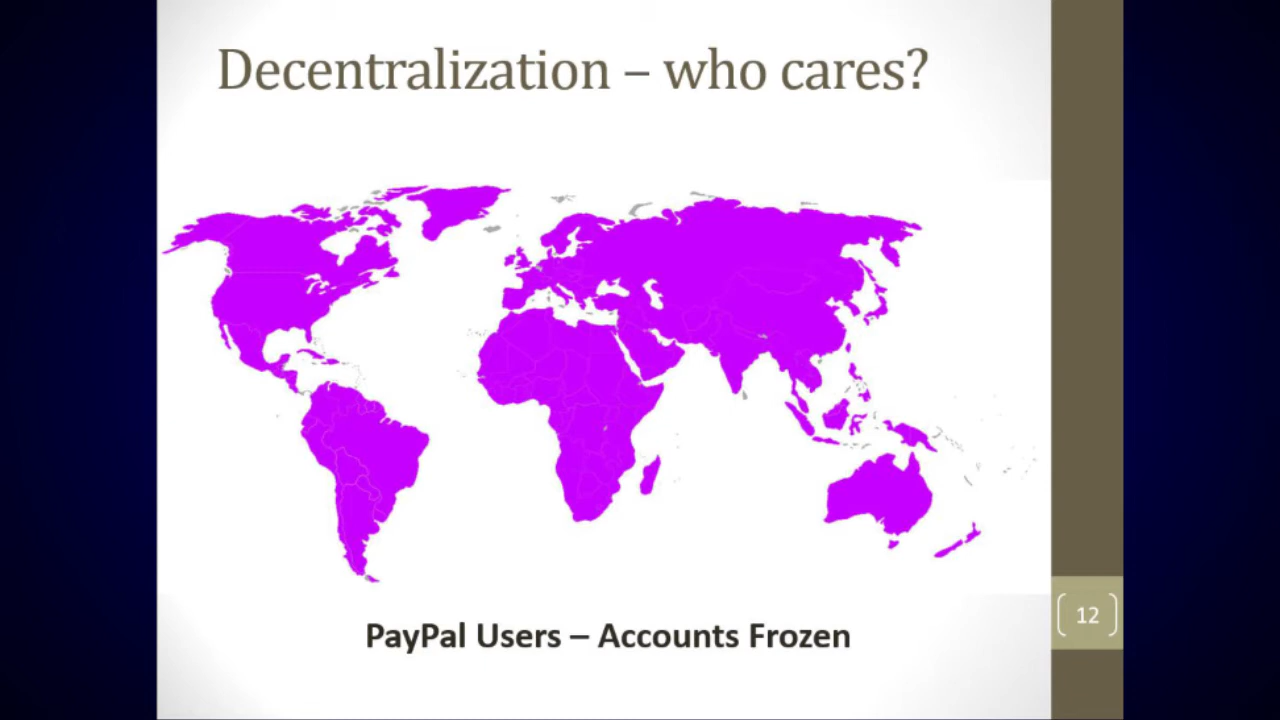 Decentralization – who cares?
PayPal Users – Accounts Frozen
12